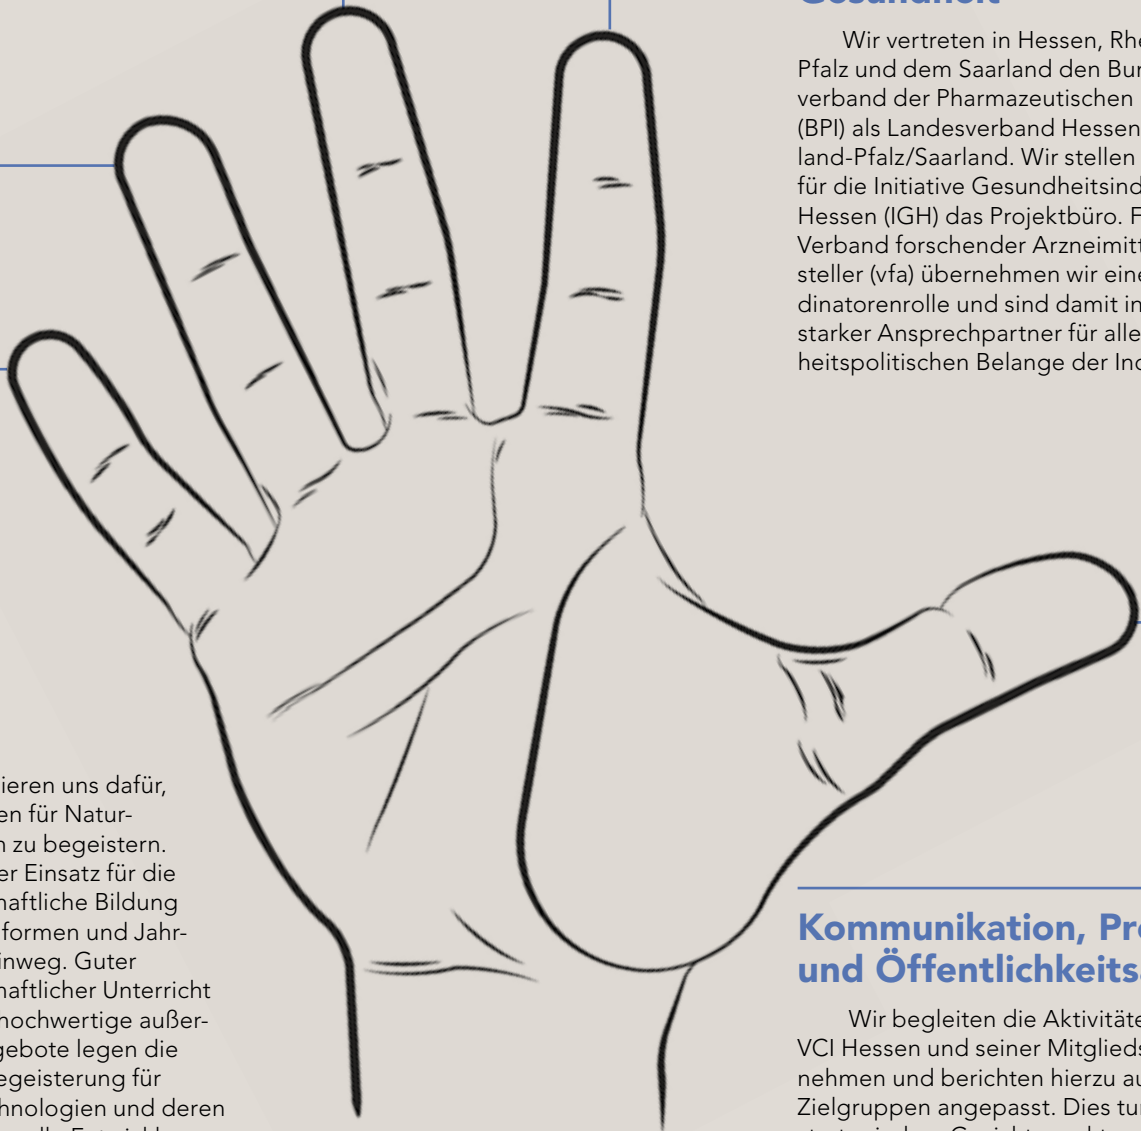 Gesundheit
Wir vertreten in Hessen, Rhe
Pfalz und dem Saarland den Bun
verband der Pharmazeutischen
(BPI) als Landesverband Hessen
land-Pfalz/Saarland. Wir stellen
für die Initiative Gesundheitsind
Hessen (IGH) das Projektbüro. F
Verband forschender Arzneimitt
steller (vfa) übernehmen wir eine
dinatorenrolle und sind damit in
starker Ansprechpartner für alle
heitspolitischen Belange der Ind
ieren uns dafür,
en für Natur-
n zu begeistern.
er Einsatz für die
haftliche Bildung
formen und Jahr-
inweg. Guter
haftlicher Unterricht
hochwertige außer-
gebote legen die
egeisterung für
hnologien und deren
Kommunikation, Pre
und Öffentlichkeitsa
Wir begleiten die Aktivitäte
VCI Hessen und seiner Mitglieds
nehmen und berichten hierzu au
Zielgruppen angepasst. Dies tun